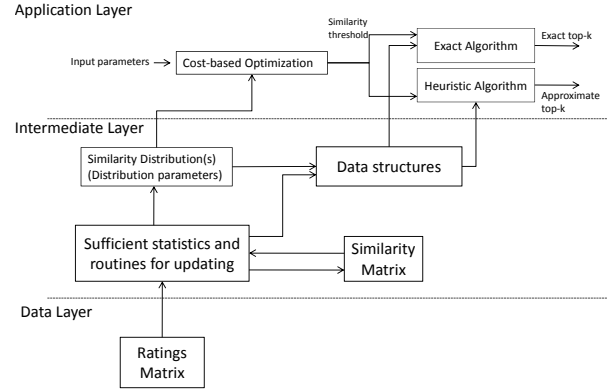 Application Layer
Similarity
threshold
Exact Algorithm
Exact top-k
Input parameters
Cost-based Optimization
Heuristic Algorithm
Approximate
top-k
Intermediate Layer
Similarity Distribution(s)
(Distribution parameters)
Data structures
Sufficient statistics and
routines for updating
Similarity
Matrix
Data Layer
Ratings
Matrix